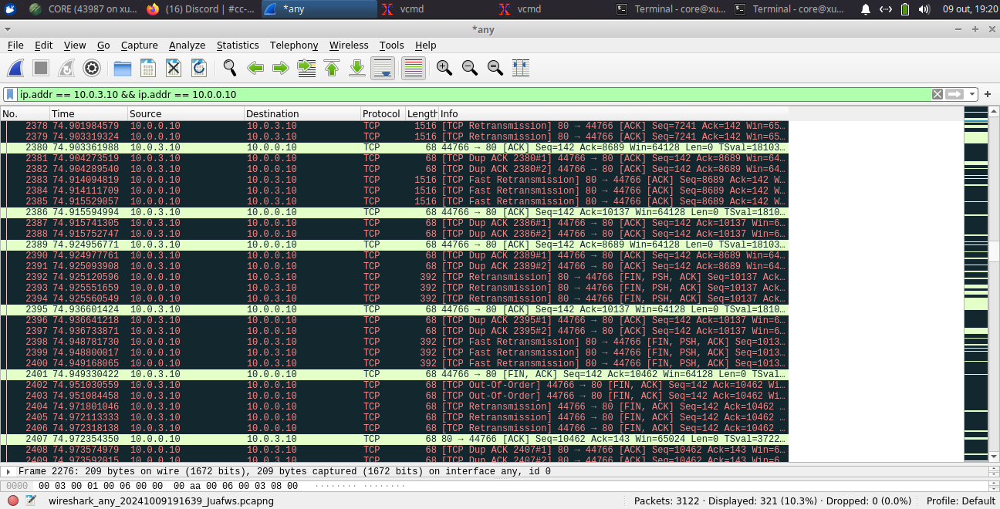 CORE (43987 on xu... (16) Discord | #cc-... *any vcmd vcmd Terminal - core@xu... Terminal - core@xu... 09 out, 19:20
*any
File Edit View Go Capture Analyze Statistics Telephony Wireless Tools Help
ip.addr == 10.0.3.10 && ip.addr == 10.0.0.10
No. Time Source Destination Protocol Length Info
2378 74.901984579 10.0.0.10 10.0.3.10 TCP 1516 [TCP Retransmission] 80 → 44766 [ACK] Seq=7241 Ack=142 Win=65…
2379 74.903319324 10.0.0.10 10.0.3.10 TCP 1516 [TCP Retransmission] 80 → 44766 [ACK] Seq=7241 Ack=142 Win=65…
2380 74.903361988 10.0.3.10 10.0.0.10 TCP 68 44766 → 80 [ACK] Seq=142 Ack=8689 Win=64128 Len=0 TSval=18103…
2381 74.904273519 10.0.3.10 10.0.0.10 TCP 68 [TCP Dup ACK 2380#1] 44766 → 80 [ACK] Seq=142 Ack=8689 Win=64…
2382 74.904289540 10.0.3.10 10.0.0.10 TCP 68 [TCP Dup ACK 2380#2] 44766 → 80 [ACK] Seq=142 Ack=8689 Win=64…
2383 74.914094819 10.0.0.10 10.0.3.10 TCP 1516 [TCP Fast Retransmission] 80 → 44766 [ACK] Seq=8689 Ack=142 W…
2384 74.914111709 10.0.0.10 10.0.3.10 TCP 1516 [TCP Fast Retransmission] 80 → 44766 [ACK] Seq=8689 Ack=142 W…
2385 74.915529057 10.0.0.10 10.0.3.10 TCP 1516 [TCP Fast Retransmission] 80 → 44766 [ACK] Seq=8689 Ack=142 W…
2386 74.915594994 10.0.3.10 10.0.0.10 TCP 68 44766 → 80 [ACK] Seq=142 Ack=10137 Win=64128 Len=0 TSval=1810…
2387 74.915741305 10.0.3.10 10.0.0.10 TCP 68 [TCP Dup ACK 2386#1] 44766 → 80 [ACK] Seq=142 Ack=10137 Win=6…
2388 74.915752747 10.0.3.10 10.0.0.10 TCP 68 [TCP Dup ACK 2386#2] 44766 → 80 [ACK] Seq=142 Ack=10137 Win=6…
2389 74.924956771 10.0.3.10 10.0.0.10 TCP 68 44766 → 80 [ACK] Seq=142 Ack=8689 Win=64128 Len=0 TSval=18103…
2390 74.924977761 10.0.3.10 10.0.0.10 TCP 68 [TCP Dup ACK 2389#1] 44766 → 80 [ACK] Seq=142 Ack=8689 Win=64…
2391 74.925093908 10.0.3.10 10.0.0.10 TCP 68 [TCP Dup ACK 2389#2] 44766 → 80 [ACK] Seq=142 Ack=8689 Win=64…
2392 74.925120596 10.0.0.10 10.0.3.10 TCP 392 [TCP Retransmission] 80 → 44766 [FIN, PSH, ACK] Seq=10137 Ack…
2393 74.925551659 10.0.0.10 10.0.3.10 TCP 392 [TCP Retransmission] 80 → 44766 [FIN, PSH, ACK] Seq=10137 Ack…
2394 74.925560549 10.0.0.10 10.0.3.10 TCP 392 [TCP Retransmission] 80 → 44766 [FIN, PSH, ACK] Seq=10137 Ack…
2395 74.936601424 10.0.3.10 10.0.0.10 TCP 68 44766 → 80 [ACK] Seq=142 Ack=10137 Win=64128 Len=0 TSval=1810…
2396 74.936641218 10.0.3.10 10.0.0.10 TCP 68 [TCP Dup ACK 2395#1] 44766 → 80 [ACK] Seq=142 Ack=10137 Win=6…
2397 74.936733871 10.0.3.10 10.0.0.10 TCP 68 [TCP Dup ACK 2395#2] 44766 → 80 [ACK] Seq=142 Ack=10137 Win=6…
2398 74.948781730 10.0.0.10 10.0.3.10 TCP 392 [TCP Fast Retransmission] 80 → 44766 [FIN, PSH, ACK] Seq=1013…
2399 74.948800017 10.0.0.10 10.0.3.10 TCP 392 [TCP Fast Retransmission] 80 → 44766 [FIN, PSH, ACK] Seq=1013…
2400 74.949168065 10.0.0.10 10.0.3.10 TCP 392 [TCP Fast Retransmission] 80 → 44766 [FIN, PSH, ACK] Seq=1013…
2401 74.949330422 10.0.3.10 10.0.0.10 TCP 68 44766 → 80 [FIN, ACK] Seq=142 Ack=10462 Win=64128 Len=0 TSval…
2402 74.951030559 10.0.3.10 10.0.0.10 TCP 68 [TCP Out-Of-Order] 44766 → 80 [FIN, ACK] Seq=142 Ack=10462 Wi…
2403 74.951084458 10.0.3.10 10.0.0.10 TCP 68 [TCP Out-Of-Order] 44766 → 80 [FIN, ACK] Seq=142 Ack=10462 Wi…
2404 74.971801046 10.0.3.10 10.0.0.10 TCP 68 [TCP Retransmission] 44766 → 80 [FIN, ACK] Seq=142 Ack=10462 …
2405 74.972113333 10.0.3.10 10.0.0.10 TCP 68 [TCP Retransmission] 44766 → 80 [FIN, ACK] Seq=142 Ack=10462 …
2406 74.972318138 10.0.3.10 10.0.0.10 TCP 68 [TCP Retransmission] 44766 → 80 [FIN, ACK] Seq=142 Ack=10462 …
2407 74.972354350 10.0.0.10 10.0.3.10 TCP 68 80 → 44766 [ACK] Seq=10462 Ack=143 Win=65024 Len=0 TSval=3722…
2408 74.973574979 10.0.0.10 10.0.3.10 TCP 68 [TCP Dup ACK 2407#1] 80 → 44766 [ACK] Seq=10462 Ack=143 Win=6…
2409 74.973592015 10.0.0.10 10.0.3.10 TCP 68 [TCP Dup ACK 2407#2] 80 → 44766 [ACK] Seq=10462 Ack=143 Win=6…
Frame 2276: 209 bytes on wire (1672 bits), 209 bytes captured (1672 bits) on interface any, id 0
0000 00 03 00 01 00 06 00 00 00 aa 00 06 00 03 08 00 ········ ········
wireshark_any_20241009191639_Juafws.pcapng Packets: 3122 · Displayed: 321 (10.3%) · Dropped: 0 (0.0%) Profile: Default